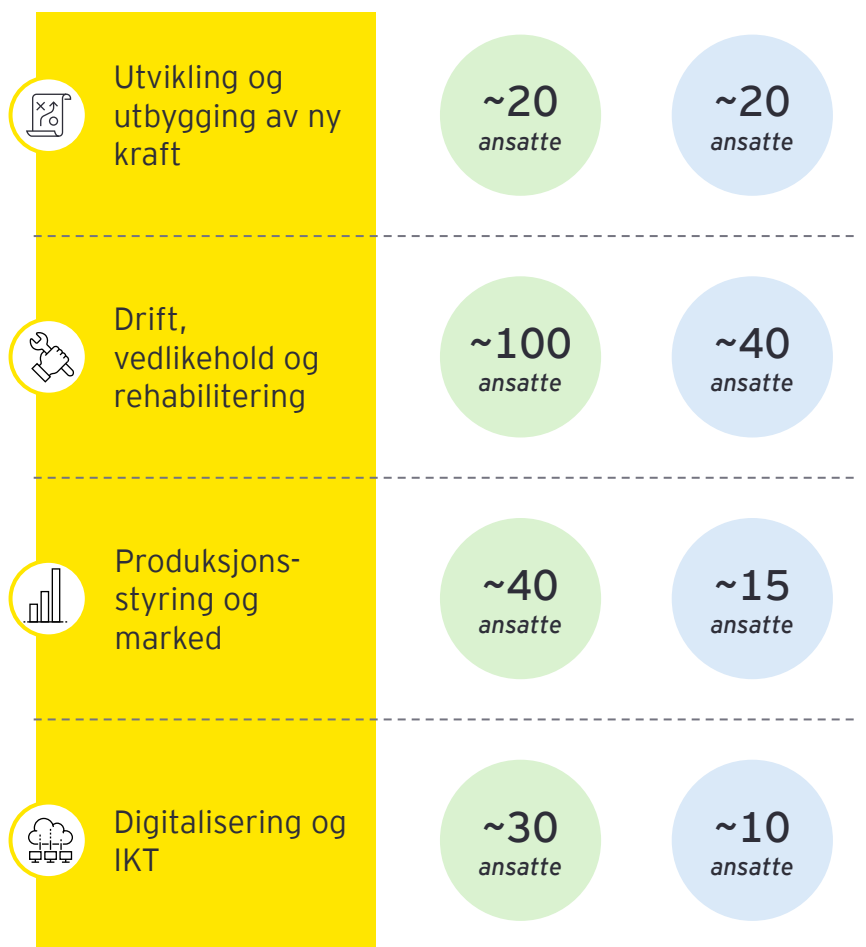 Utvikling og
utbygging av ny
kraft
~20
ansatte
~20
ansatte
Drift,
vedlikehold og
rehabilitering
~100
ansatte
~40
ansatte
Produksjons-
styring og
marked
~40
ansatte
~15
ansatte
Digitalisering og
IKT
~30
ansatte
~10
ansatte